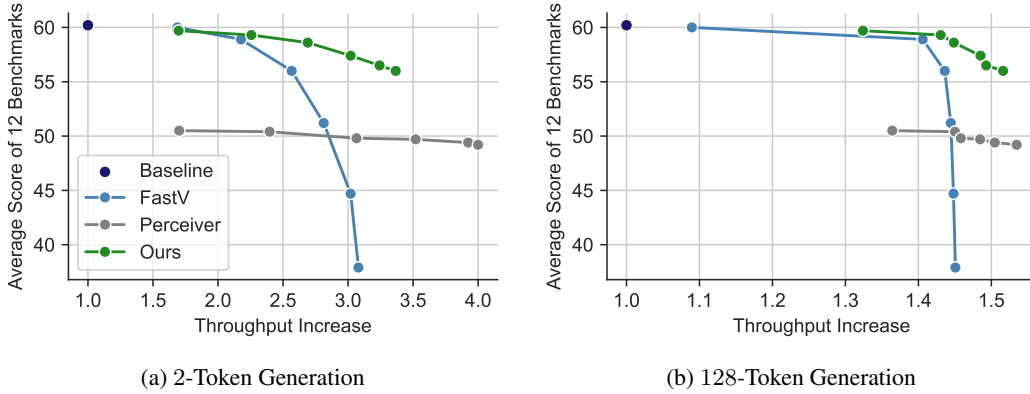 Average Score of 12 Benchmarks
60
55
50
45
40
Baseline
FastV
Perceiver
Ours
1.0 1.5 2.0 2.5 3.0 3.5 4.0
Throughput Increase
(a) 2-Token Generation
Average Score of 12 Benchmarks
60
55
50
45
40
1.0 1.1 1.2 1.3 1.4 1.5
Throughput Increase
(b) 128-Token Generation